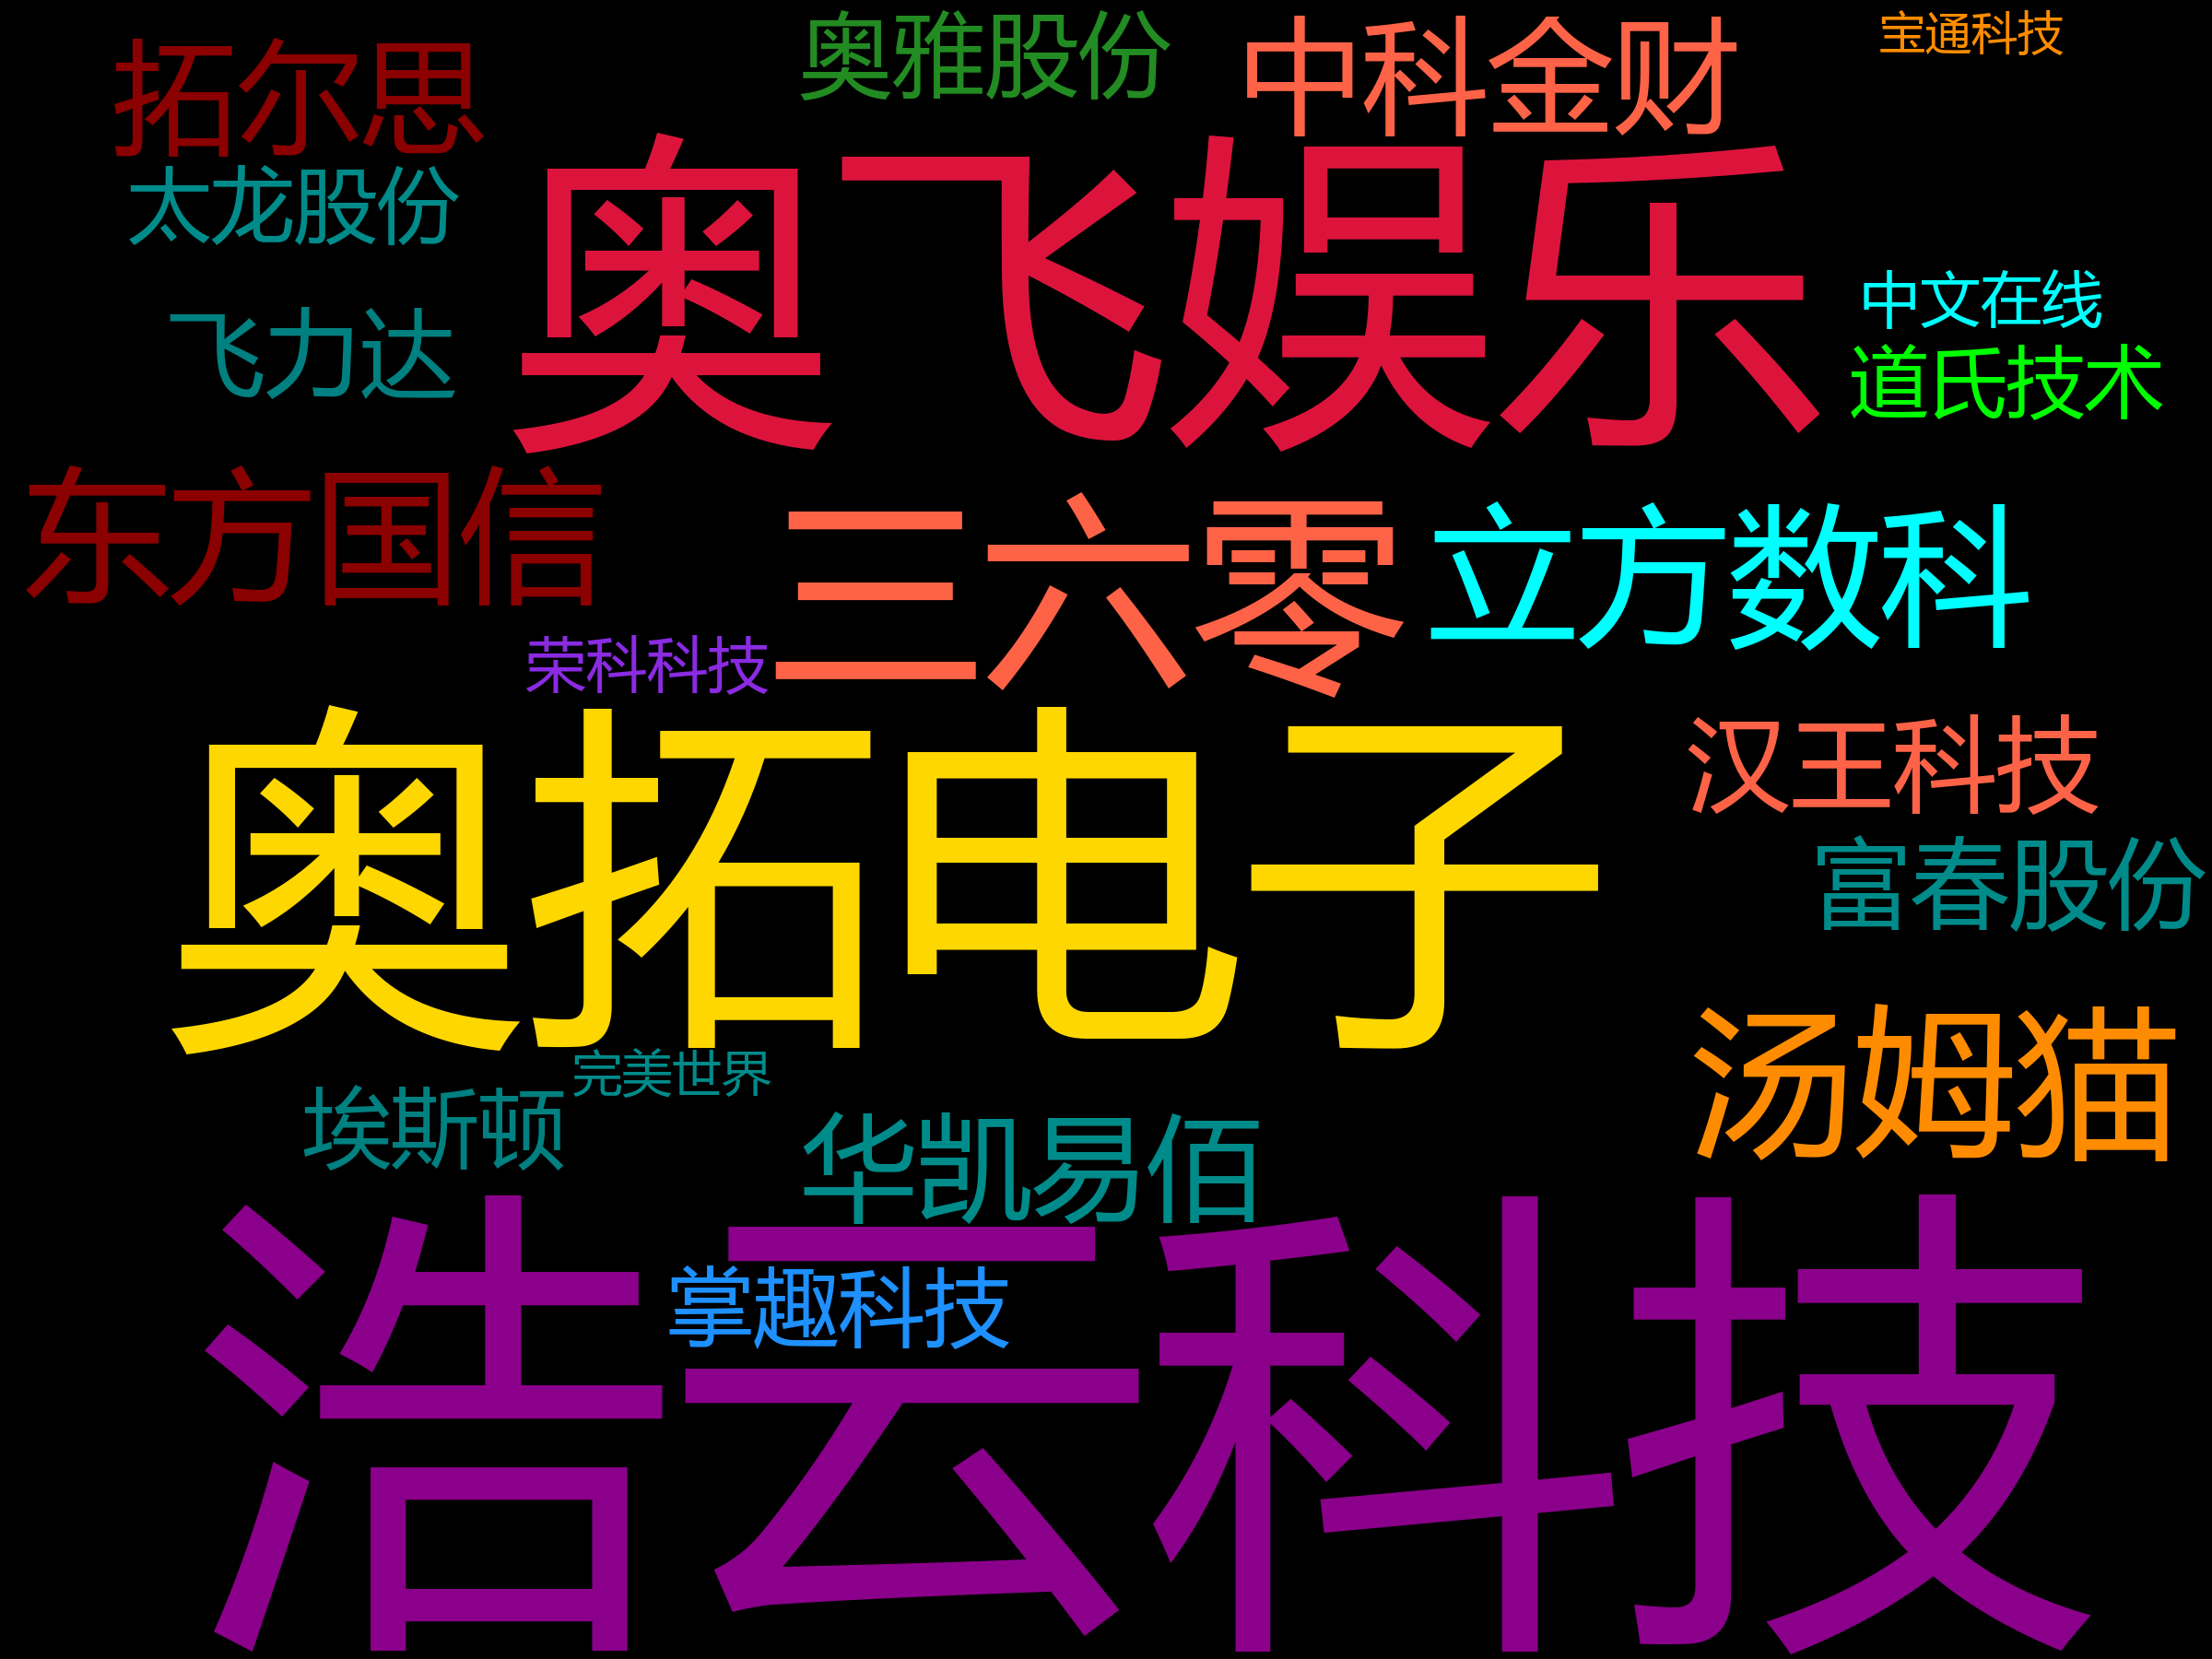 奥雅股份
中科金财
宝通科技
拓尔思
太龙股份
奥飞娱乐
中文在线
飞力达
道氏技术
东方国信
三六零
立方数科
荣科科技
奥拓电子
汉王科技
富春股份
汤姆猫
完美世界
埃斯顿
华凯易佰
浩云科技
掌趣科技